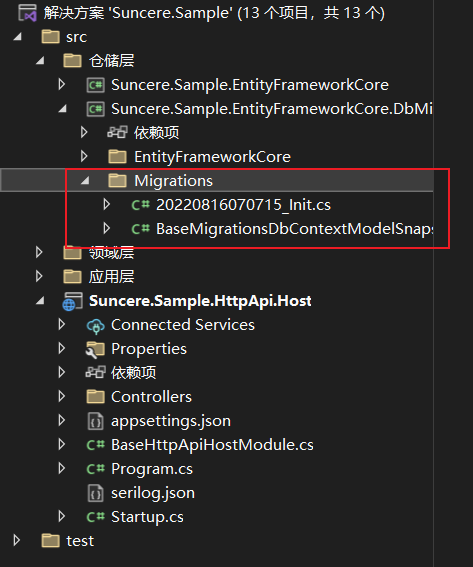 解决方案 'Suncere.Sample' (13 个项目，共 13 个)
src
仓储层
Suncere.Sample.EntityFrameworkCore
Suncere.Sample.EntityFrameworkCore.DbMi
依赖项
EntityFrameworkCore
Migrations
C# 20220816070715_Init.cs
C# BaseMigrationsDbContextModelSnaps
领域层
应用层
Suncere.Sample.HttpApi.Host
Connected Services
Properties
依赖项
Controllers
appsettings.json
C# BaseHttpApiHostModule.cs
C# Program.cs
serilog.json
C# Startup.cs
test